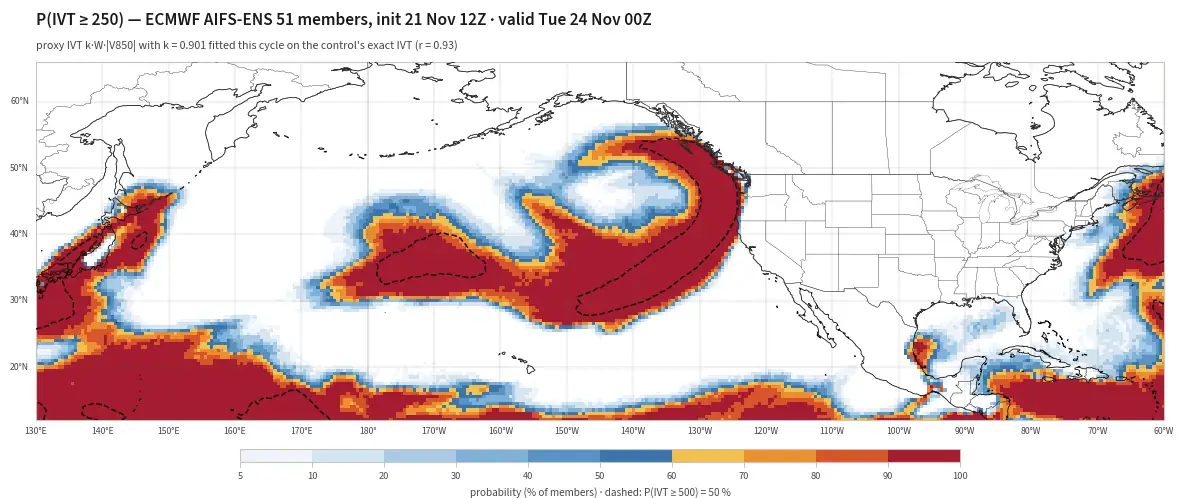 P(IVT ≥ 250) — ECMWF AIFS-ENS 51 members, init 21 Nov 12Z · valid Tue 24 Nov 00Z
proxy IVT k·W·|V850| with k = 0.901 fitted this cycle on the control's exact IVT (r = 0.93)
60°N
50°N
40°N
30°N
20°N
130°E 140°E 150°E 160°E 170°E 180° 170°W 160°W 150°W 140°W 130°W 120°W 110°W 100°W 90°W 80°W 70°W 60°W
5 10 20 30 40 50 60 70 80 90 100
probability (% of members) · dashed: P(IVT ≥ 500) = 50 %